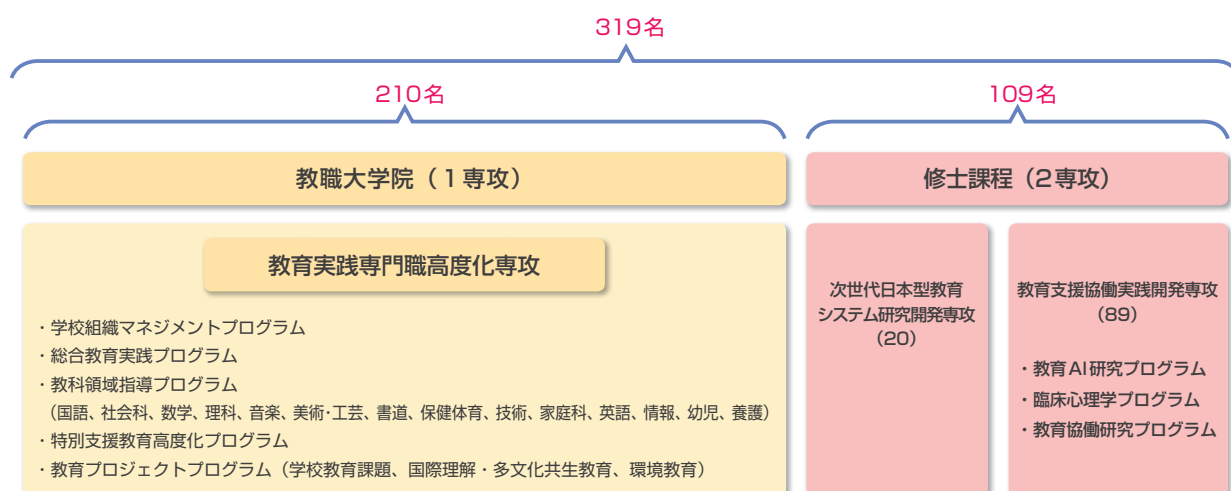 319名
210名
109名
教職大学院（1専攻）
修士課程（2専攻）
教育実践専門職高度化専攻
・学校組織マネジメントプログラム
・総合教育実践プログラム
・教科領域指導プログラム
（国語、社会科、数学、理科、音楽、美術・工芸、書道、保健体育、技術、家庭科、英語、情報、幼児、養護）
・特別支援教育高度化プログラム
・教育プロジェクトプログラム（学校教育課題、国際理解・多文化共生教育、環境教育）
次世代日本型教育
システム研究開発専攻
（20）
教育支援協働実践開発専攻
（89）
・教育AI研究プログラム
・臨床心理学プログラム
・教育協働研究プログラム